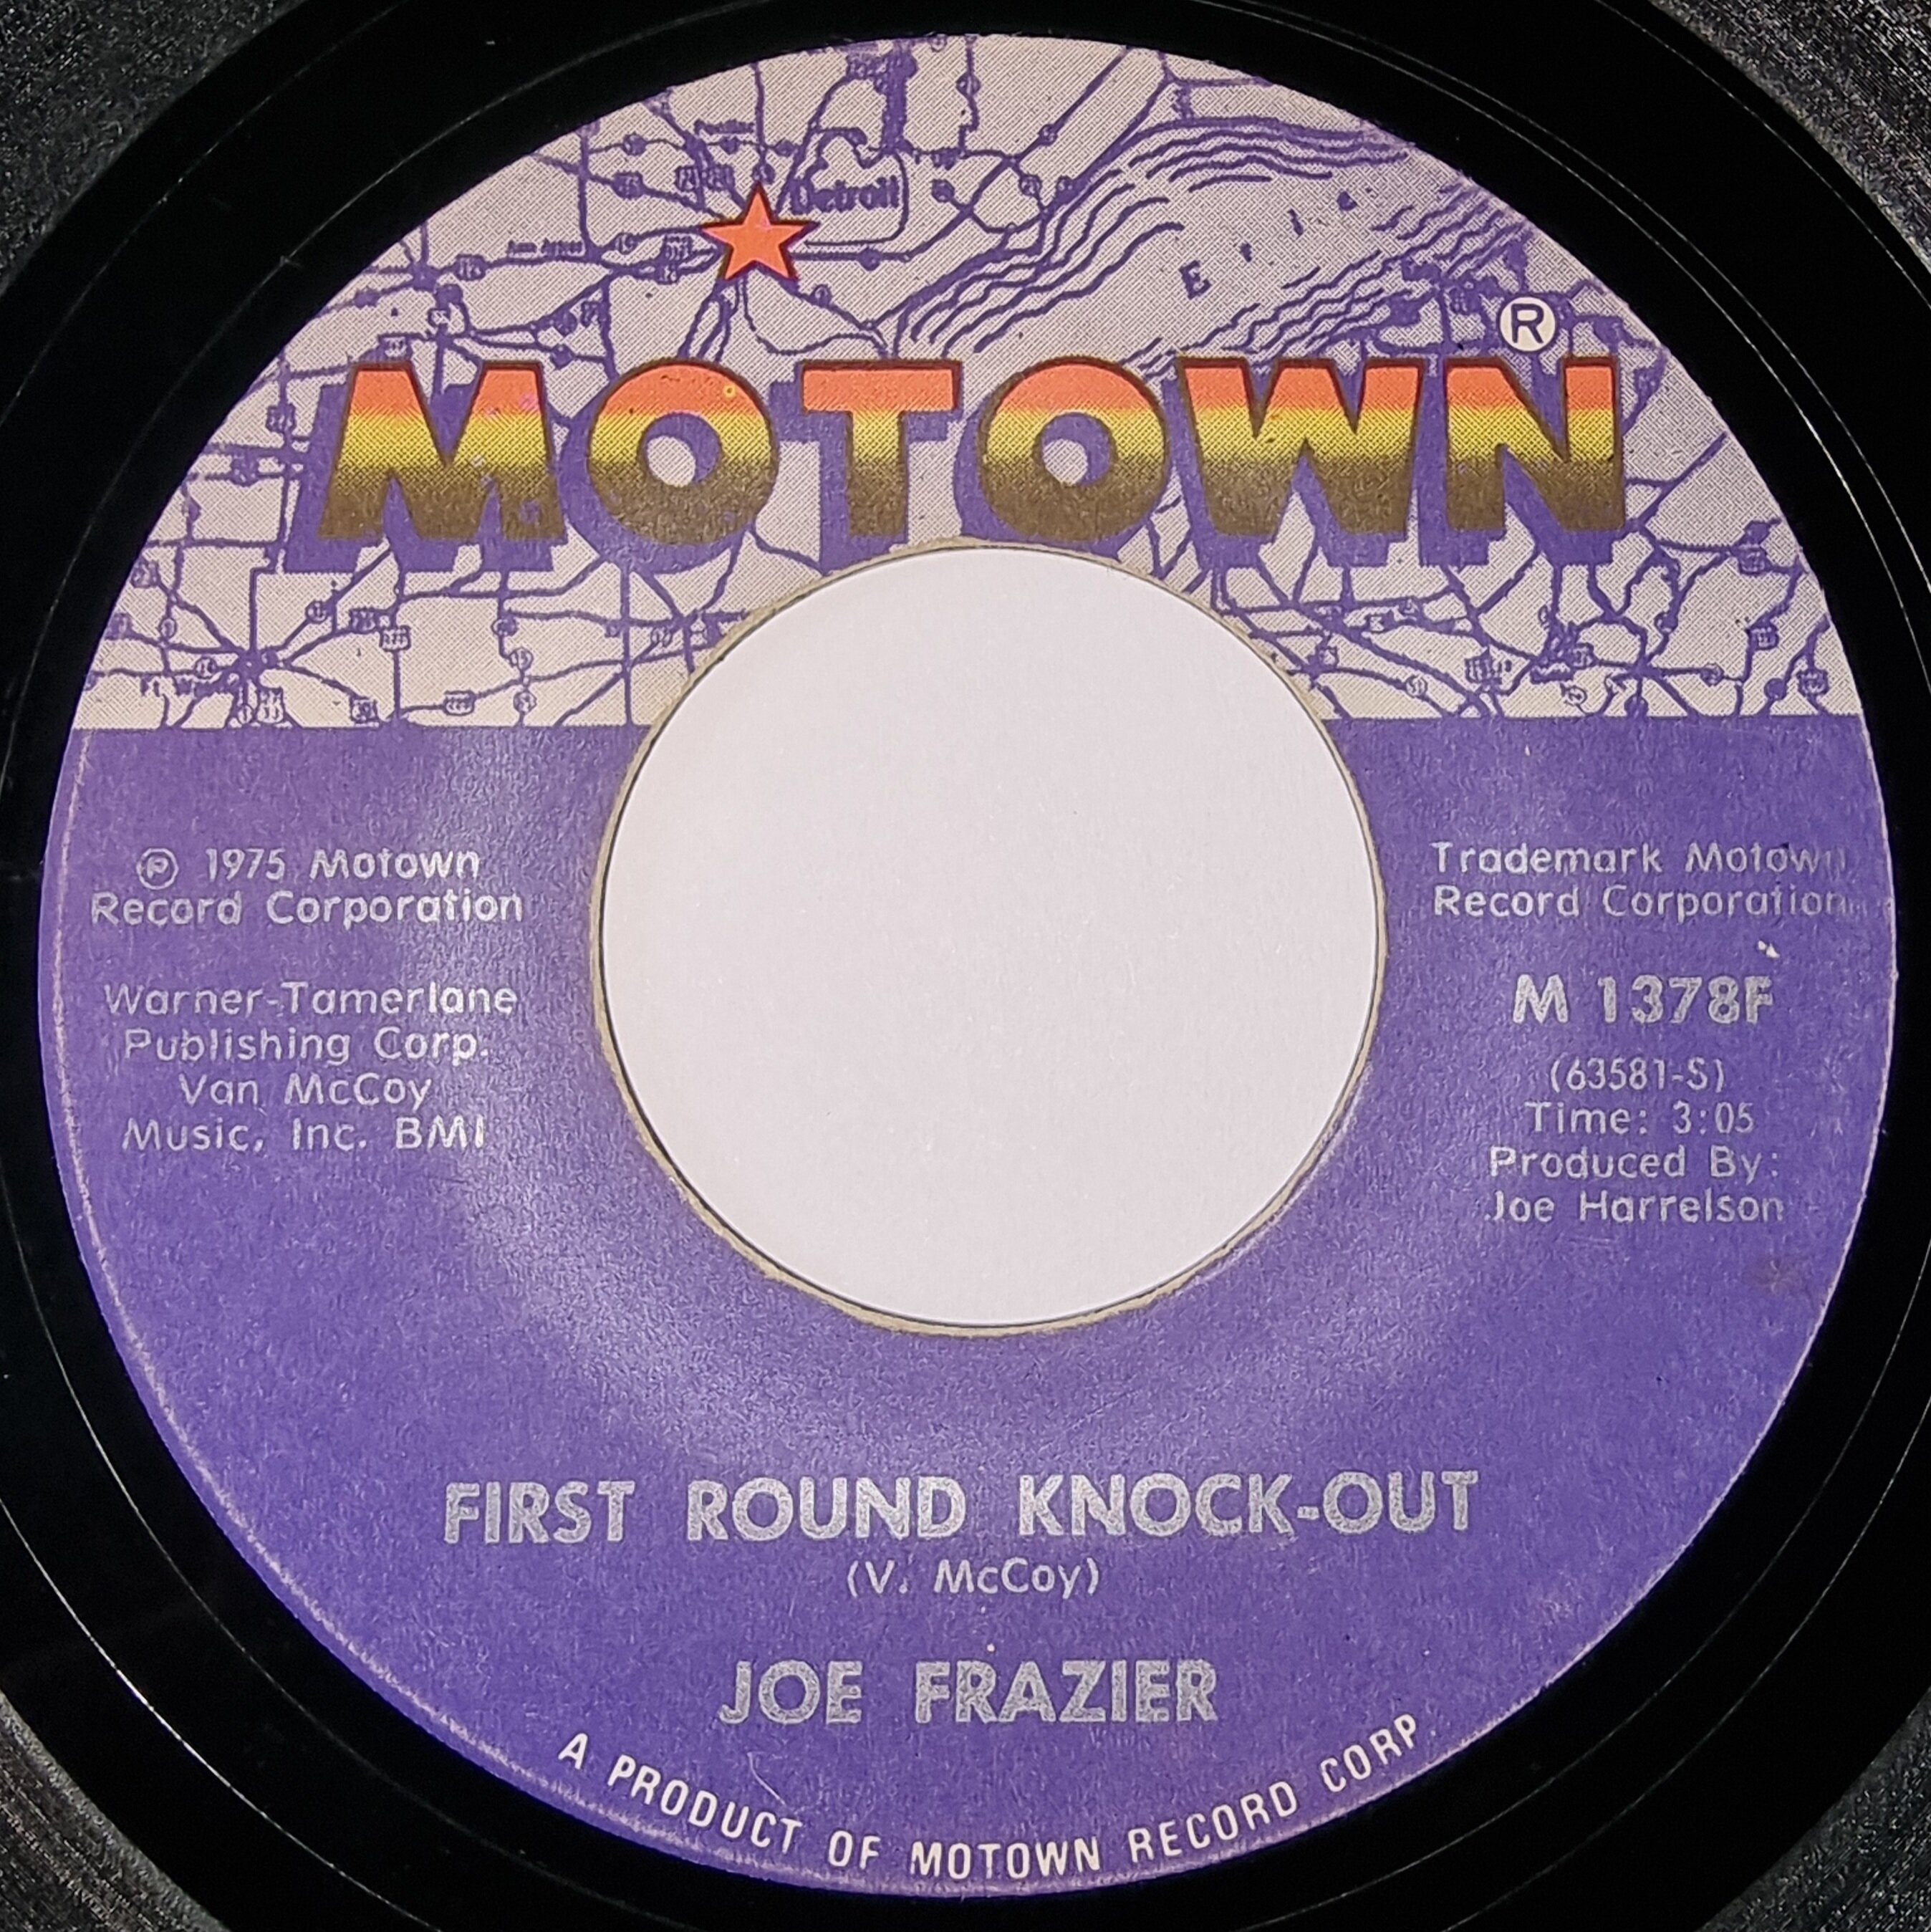 Detroit
Erie
®
MOTOWN
℗ 1975 Motown
Record Corporation
Warner-Tamerlane
Publishing Corp.
Van McCoy
Music, Inc. BMI
Trademark Motown
Record Corporation
M 1378F
(63581-S)
Time: 3:05
Produced By:
Joe Harrelson
FIRST ROUND KNOCK-OUT
(V. McCoy)
JOE FRAZIER
A PRODUCT OF MOTOWN RECORD CORP.